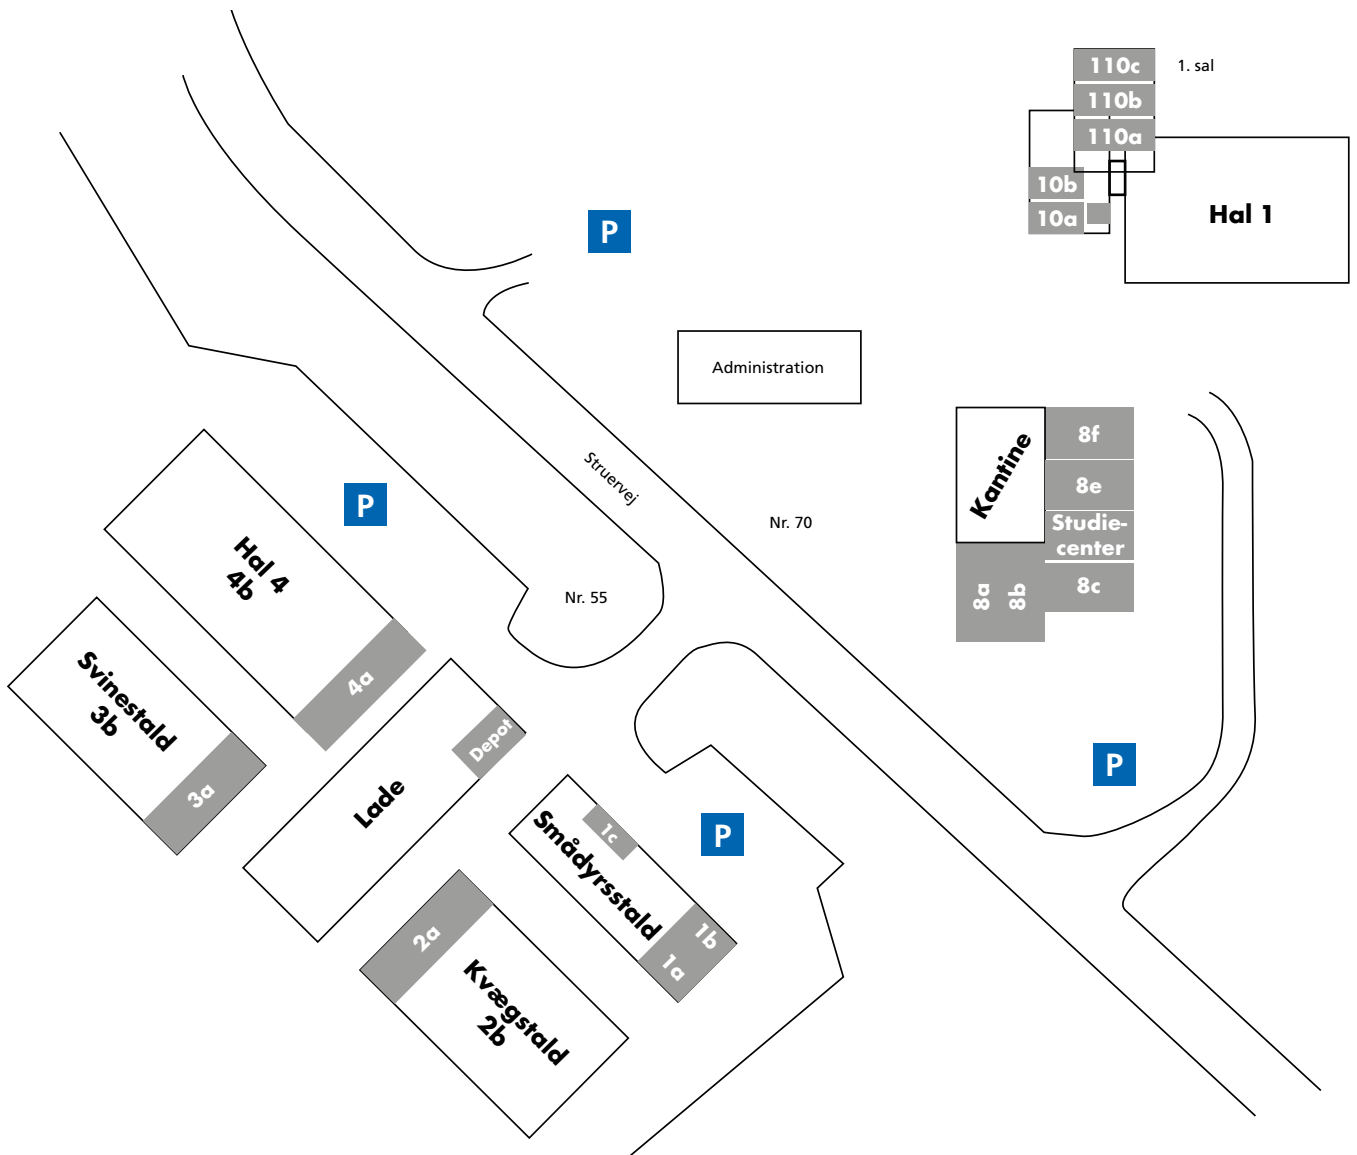 110c
1. sal
110b
110a
10b
10a
Hal 1
P
Administration
Kantine
8f
8e
Studie-
center
8c
8a
8b
Struervej
Nr. 70
P
Nr. 55
Hal 4
4b
4a
Svinestald
3b
3a
Depot
Lade
P
P
Smådyrsstald
1c
1b
1a
2a
Kvægstald
2b